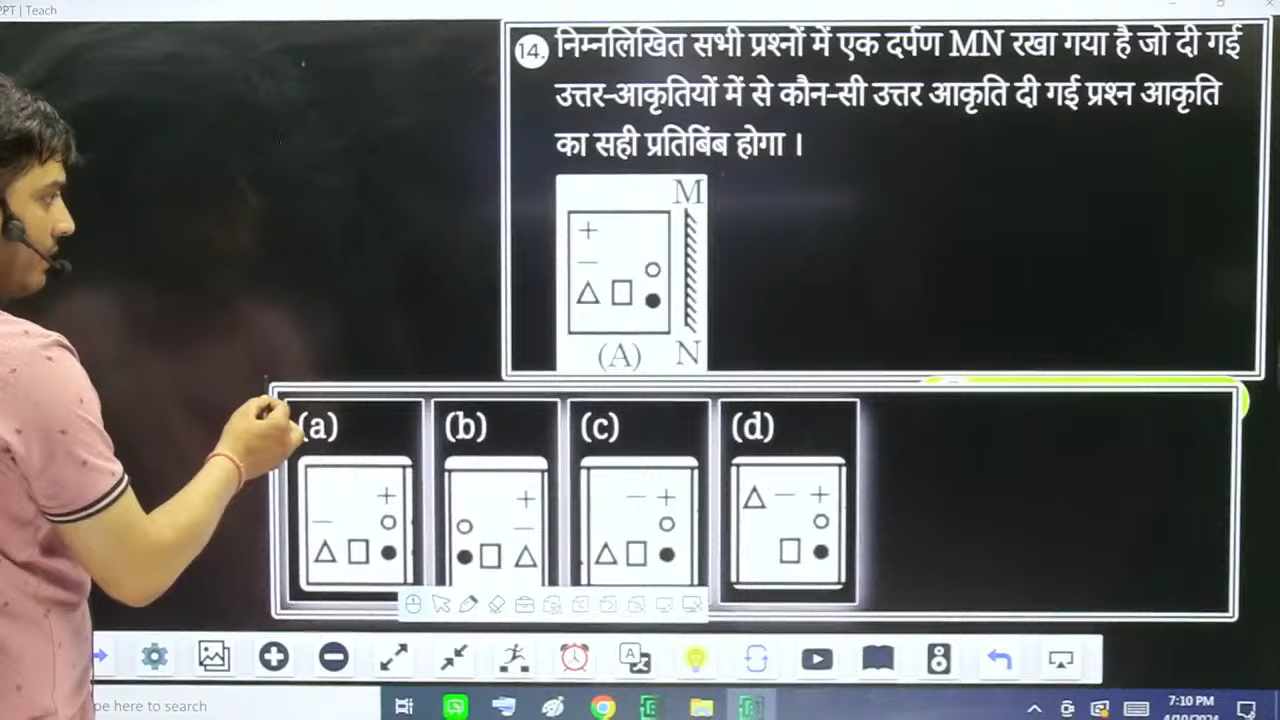 PPT | Teach
14. निम्नलिखित सभी प्रश्नों में एक दर्पण MN रखा गया है जो दी गई
उत्तर-आकृतियों में से कौन-सी उत्तर आकृति दी गई प्रश्न आकृति
का सही प्रतिबिंब होगा ।
M
(A) N
(a) (b) (c) (d)
pe here to search
7:10 PM